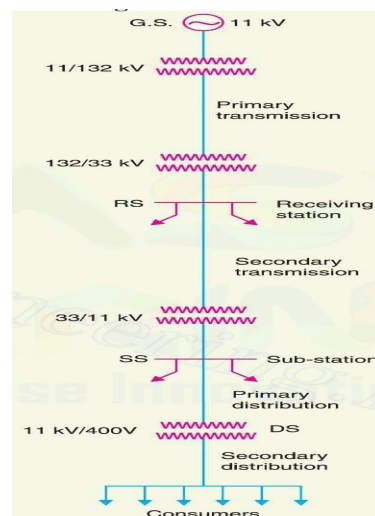 G.S. 11 kV
11/132 kV
Primary
transmission
132/33 kV
RS Receiving
station
Secondary
transmission
33/11 kV
SS Sub-station
Primary
distribution
11 kV/400V DS
Secondary
distribution
Consumers